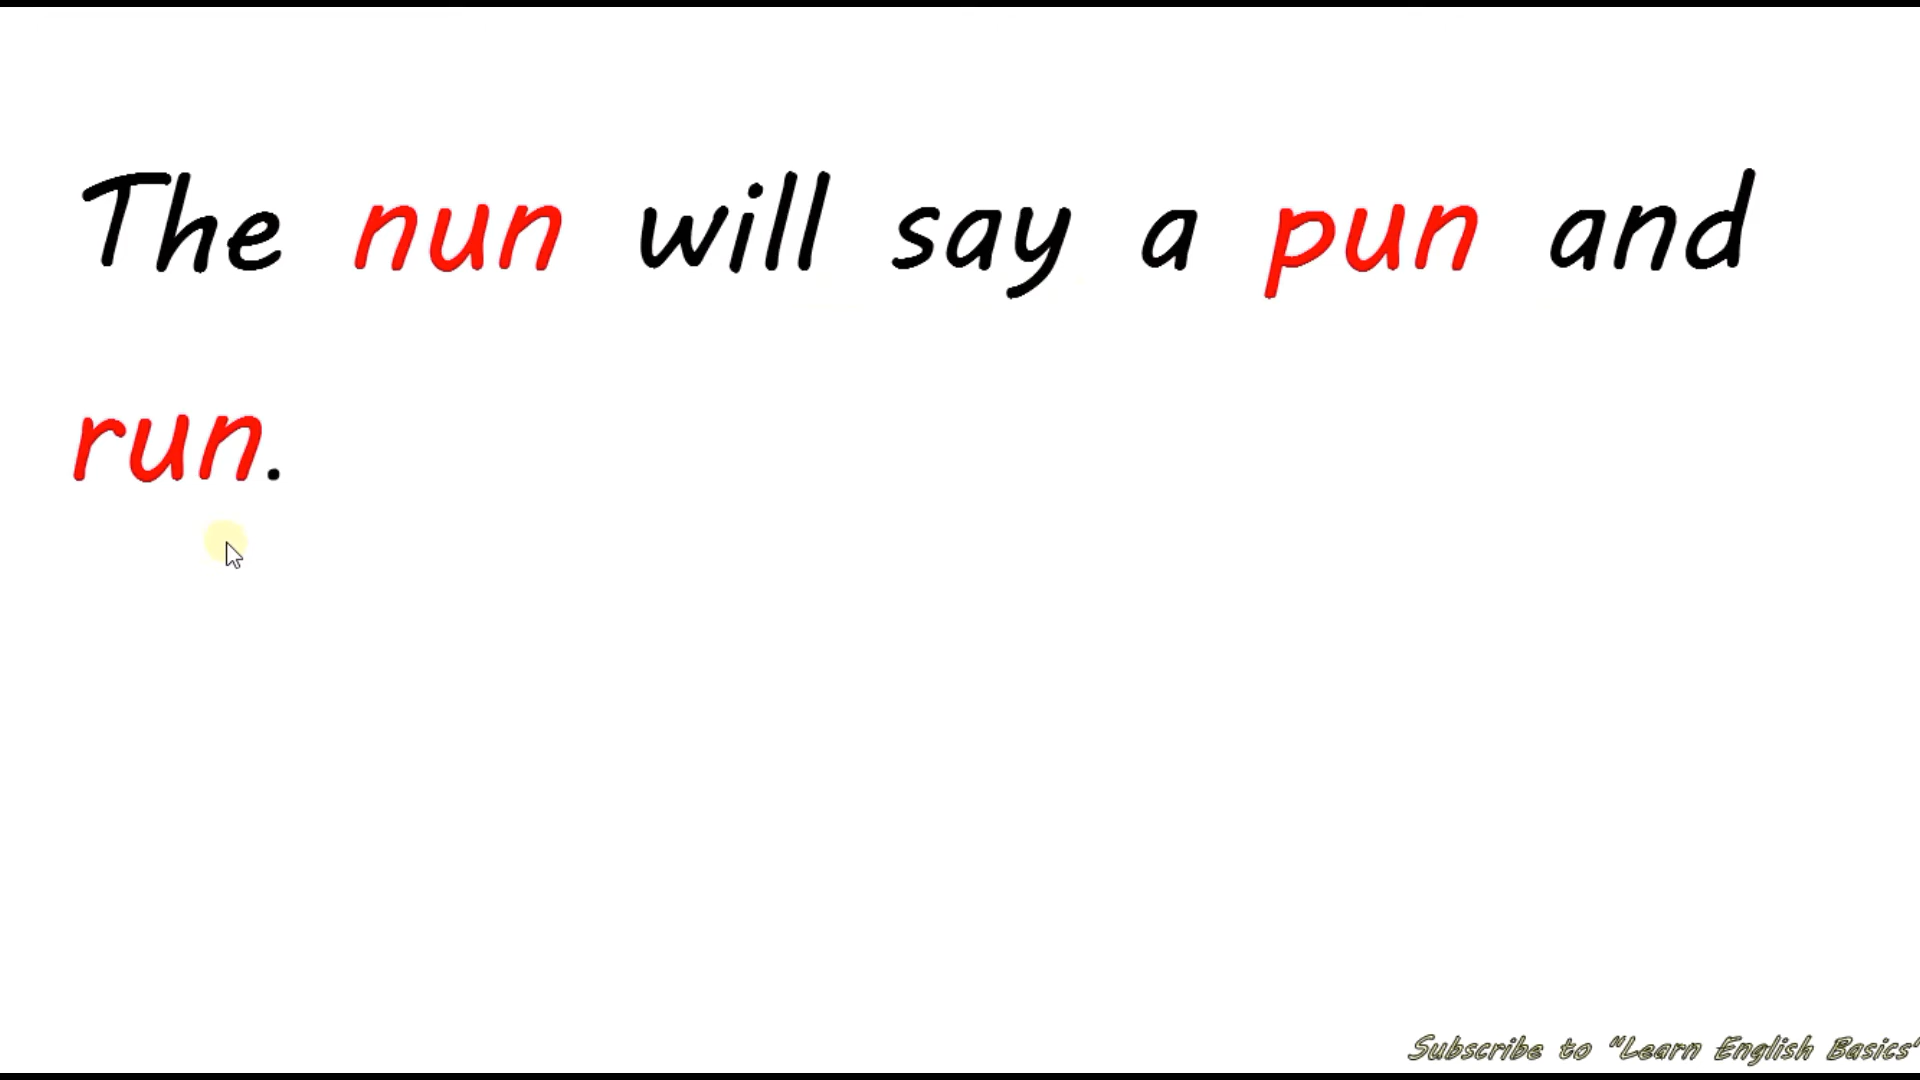 The nun will say a pun and
run.
Subscribe to "Learn English Basics"